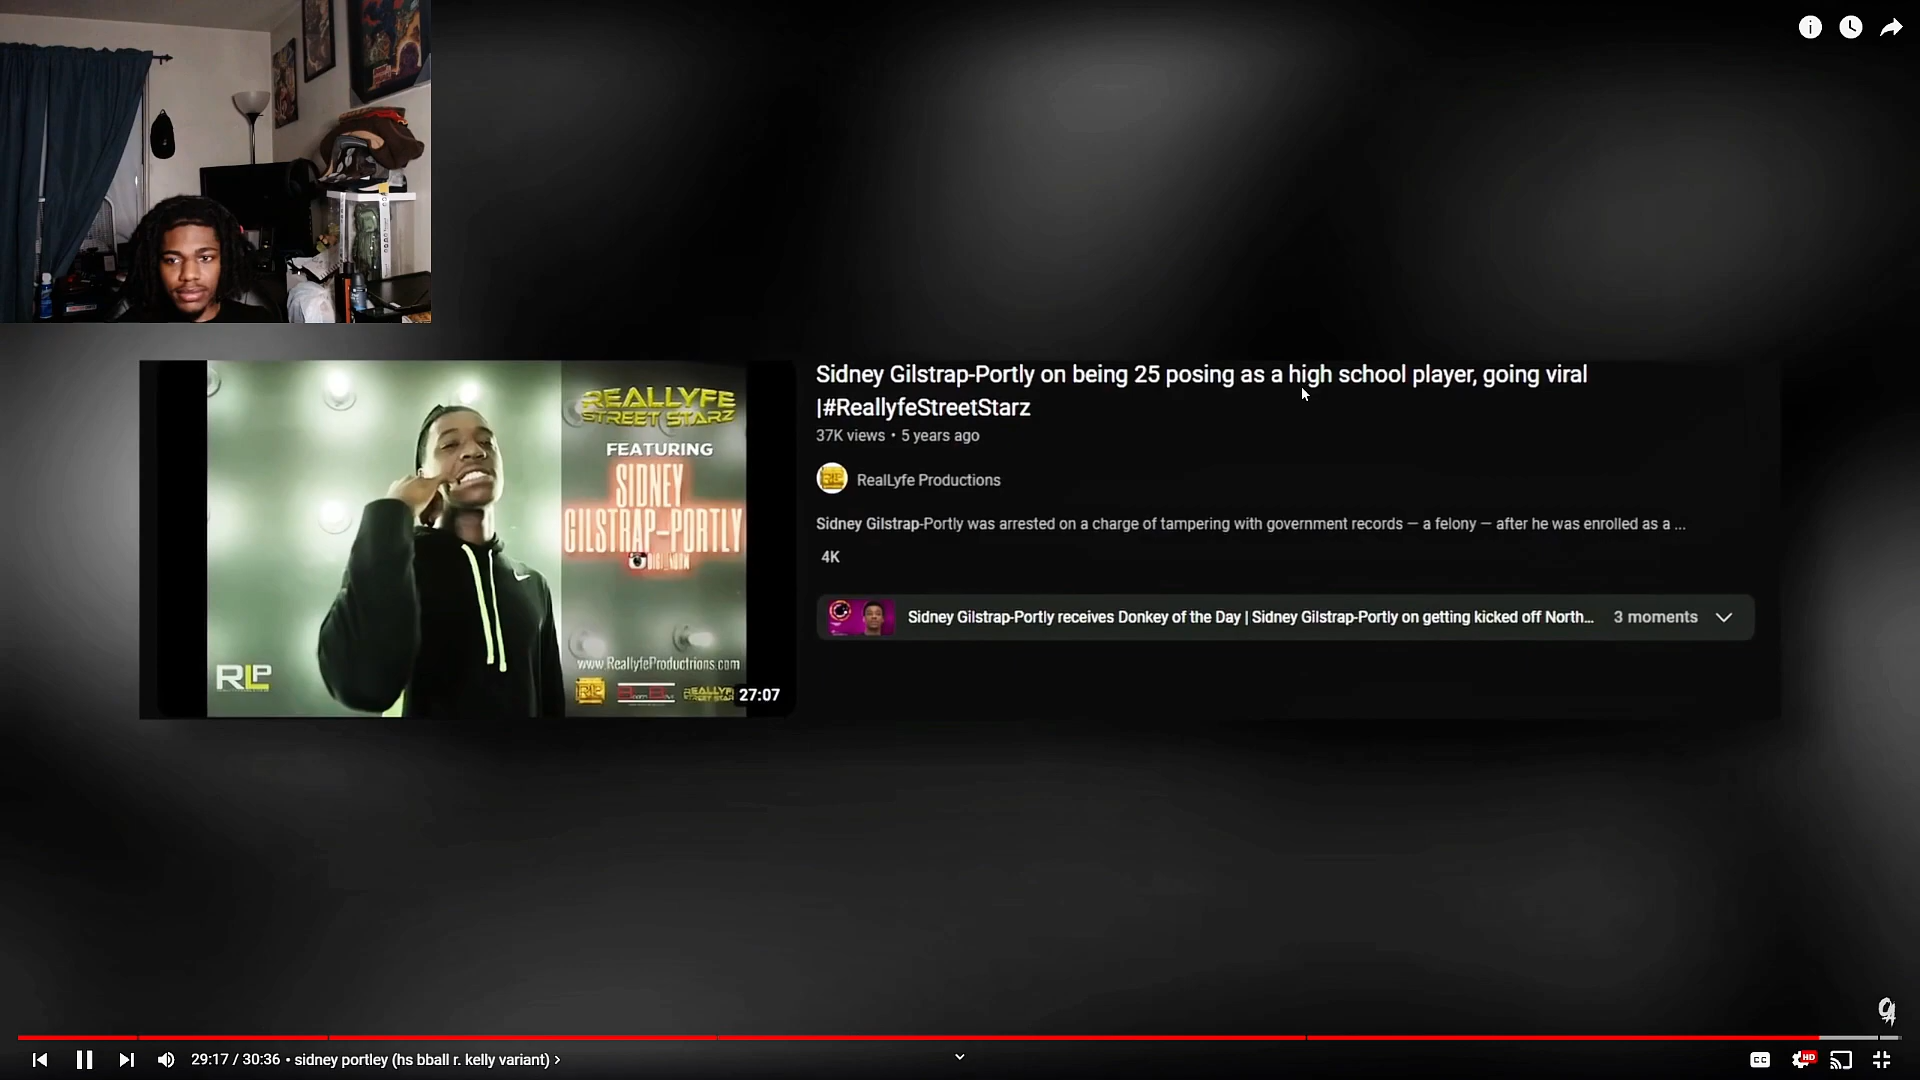 REALLYFE
STREET STARZ
FEATURING
SIDNEY
GILSTRAP-PORTLY
RLP
www.ReallyfeProductrions.com
27:07
Sidney Gilstrap-Portly on being 25 posing as a high school player, going viral
|#ReallyfeStreetStarz
37K views • 5 years ago
RealLyfe Productions
Sidney Gilstrap-Portly was arrested on a charge of tampering with government records — a felony — after he was enrolled as a ...
4K
Sidney Gilstrap-Portly receives Donkey of the Day | Sidney Gilstrap-Portly on getting kicked off North... 3 moments
29:17 / 30:36 • sidney portley (hs bball r. kelly variant) >
CC
HD